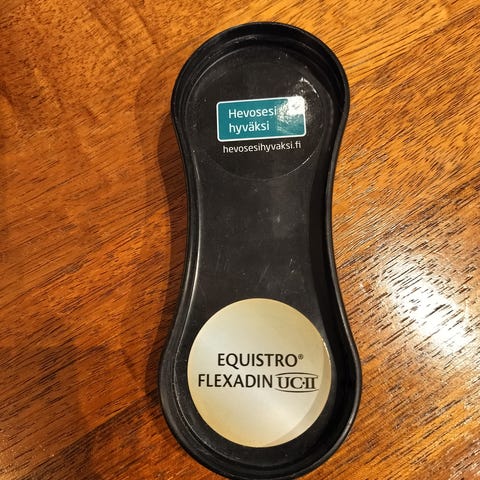 Hevosesi
hyväksi
hevosesihyvaksi.fi
EQUISTRO®
FLEXADIN UC-II